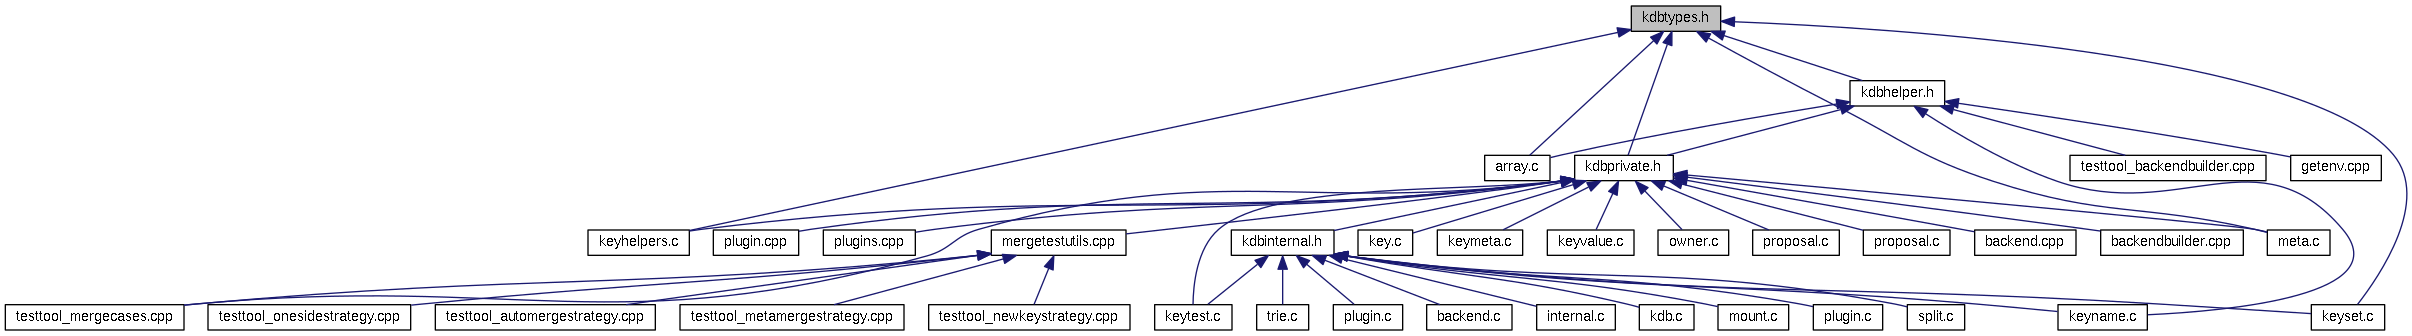 kdbtypes.h
kdbhelper.h
array.c
kdbprivate.h
testtool_backendbuilder.cpp
getenv.cpp
keyhelpers.c
plugin.cpp
plugins.cpp
mergetestutils.cpp
kdbinternal.h
key.c
keymeta.c
keyvalue.c
owner.c
proposal.c
proposal.c
backend.cpp
backendbuilder.cpp
meta.c
testtool_mergecases.cpp
testtool_onesidestrategy.cpp
testtool_automergestrategy.cpp
testtool_metamergestrategy.cpp
testtool_newkeystrategy.cpp
keytest.c
trie.c
plugin.c
backend.c
internal.c
kdb.c
mount.c
plugin.c
split.c
keyname.c
keyset.c